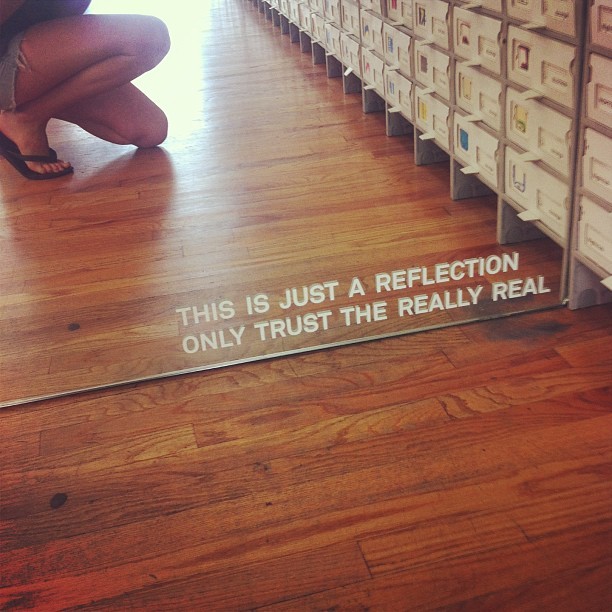 THIS IS JUST A REFLECTION
ONLY TRUST THE REALLY REAL